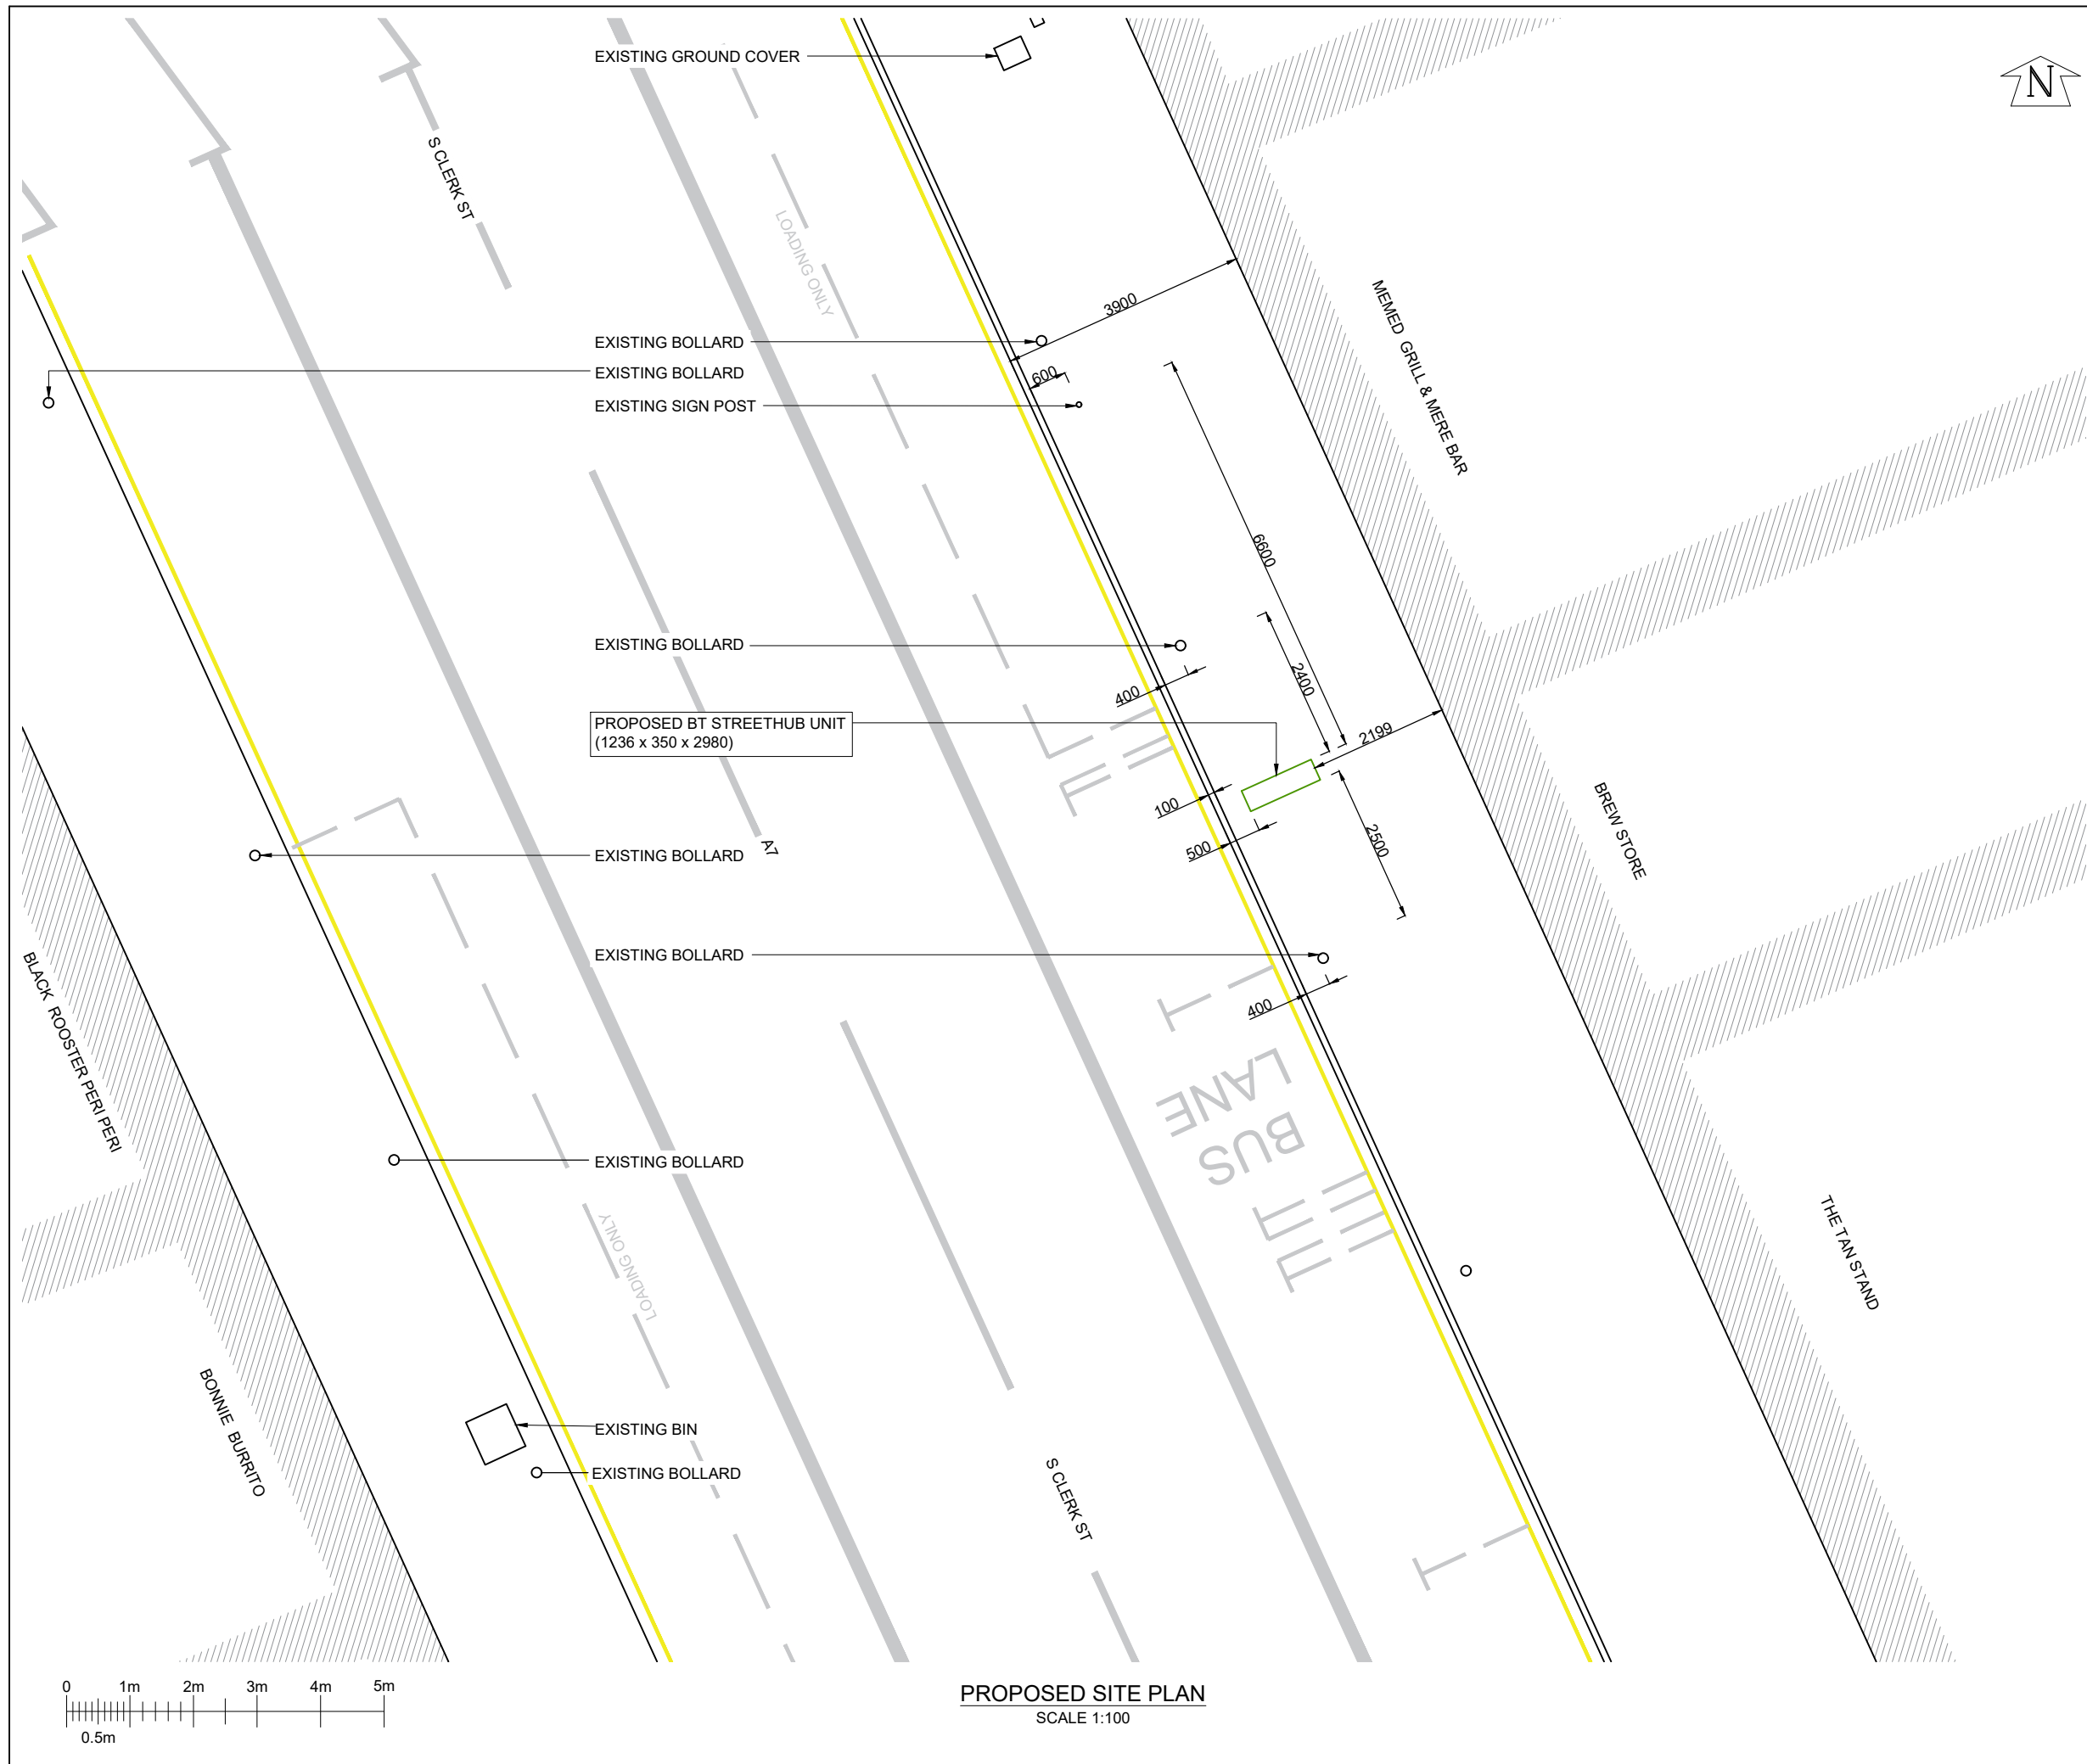 EXISTING GROUND COVER
N
S CLERK ST
LOADING ONLY
3900
MEMED GRILL & MERE BAR
EXISTING BOLLARD
600
EXISTING BOLLARD
EXISTING SIGN POST
6600
EXISTING BOLLARD
2400
400
PROPOSED BT STREETHUB UNIT
(1236 x 350 x 2980)
2199
100
BREW STORE
2500
500
A7
EXISTING BOLLARD
EXISTING BOLLARD
400
BLACK ROOSTER PERI PERI
LANE
BUS
EXISTING BOLLARD
LOADING ONLY
THE TAN STAND
BONNIE BURRITO
EXISTING BIN
EXISTING BOLLARD
S CLERK ST
0 1m 2m 3m 4m 5m
0.5m
PROPOSED SITE PLAN
SCALE 1:100